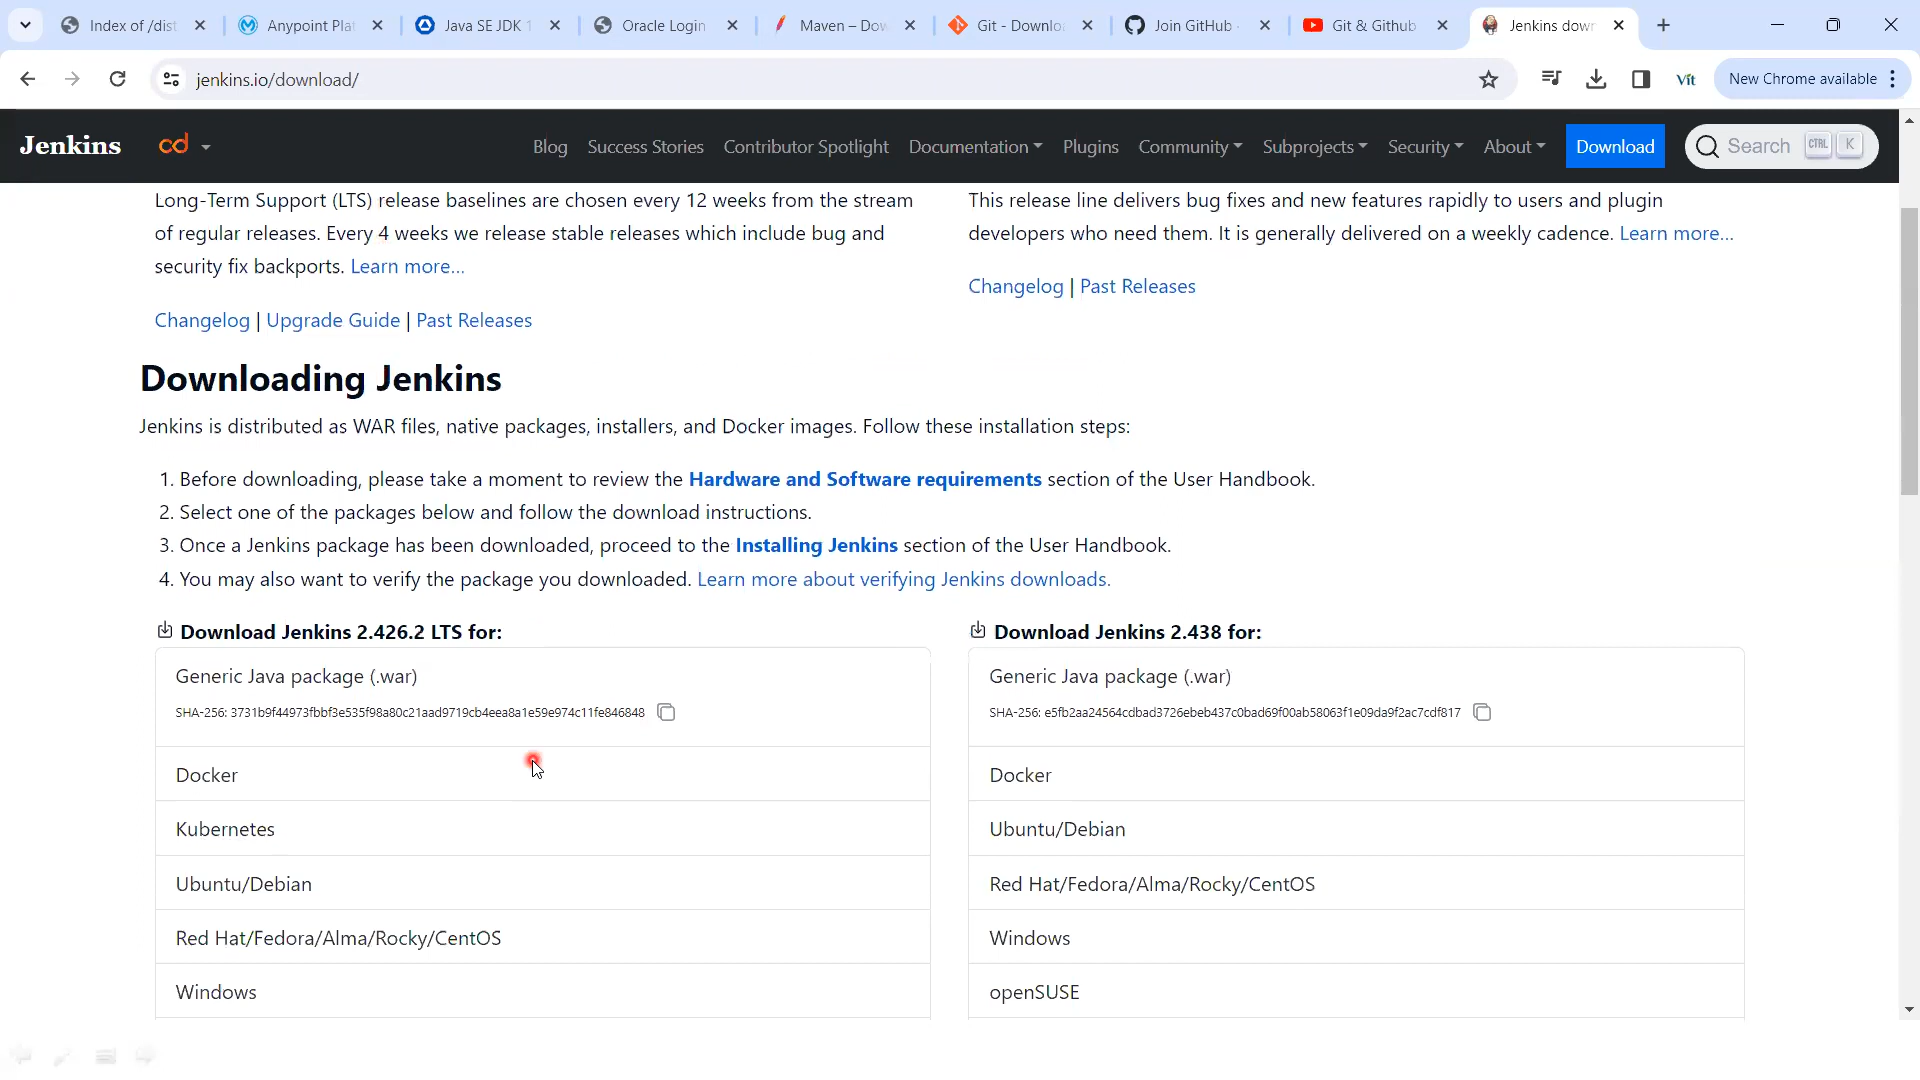 Index of /dist
Anypoint Plat
Java SE JDK 1
Oracle Login
Maven – Dow
Git - Downlo
Join GitHub
Git & Github
Jenkins down
jenkins.io/download/
Vit
New Chrome available
Jenkins
cd
Blog
Success Stories
Contributor Spotlight
Documentation
Plugins
Community
Subprojects
Security
About
Download
Search
CTRL
K
Long-Term Support (LTS) release baselines are chosen every 12 weeks from the stream
of regular releases. Every 4 weeks we release stable releases which include bug and
security fix backports. Learn more...
Changelog | Upgrade Guide | Past Releases
This release line delivers bug fixes and new features rapidly to users and plugin
developers who need them. It is generally delivered on a weekly cadence. Learn more...
Changelog | Past Releases
Downloading Jenkins
Jenkins is distributed as WAR files, native packages, installers, and Docker images. Follow these installation steps:
1. Before downloading, please take a moment to review the Hardware and Software requirements section of the User Handbook.
2. Select one of the packages below and follow the download instructions.
3. Once a Jenkins package has been downloaded, proceed to the Installing Jenkins section of the User Handbook.
4. You may also want to verify the package you downloaded. Learn more about verifying Jenkins downloads.
Download Jenkins 2.426.2 LTS for:
Generic Java package (.war)
SHA-256: 3731b9f44973fbbf3e535f98a80c21aad9719cb4eea8a1e59e974c11fe846848
Docker
Kubernetes
Ubuntu/Debian
Red Hat/Fedora/Alma/Rocky/CentOS
Windows
Download Jenkins 2.438 for:
Generic Java package (.war)
SHA-256: e5fb2aa24564cdbad3726ebeb437c0bad69f00ab58063f1e09da9f2ac7cdf817
Docker
Ubuntu/Debian
Red Hat/Fedora/Alma/Rocky/CentOS
Windows
openSUSE